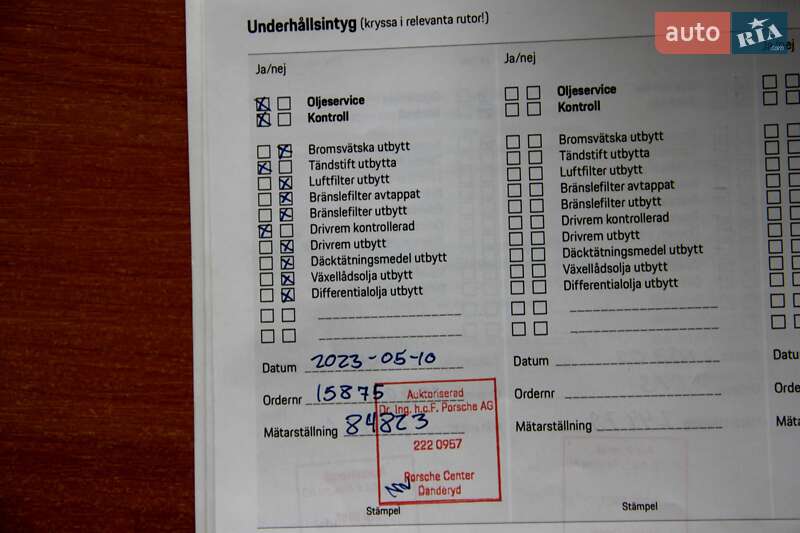 Underhållsintyg (kryssa i relevanta rutor!)
auto RIA .com
Ja/nej
Oljeservice
Kontroll
Bromsvätska utbytt
Tändstift utbytta
Luftfilter utbytt
Bränslefilter avtappat
Bränslefilter utbytt
Drivrem kontrollerad
Drivrem utbytt
Däcktätningsmedel utbytt
Växellådsolja utbytt
Differentialolja utbytt
Datum 2023-05-10
Ordernr 15875
Mätarställning 84823
Auktoriserad
Dr. Ing. h.c.F. Porsche AG
222 0957
Porsche Center
Danderyd
Stämpel
Ja/nej
Oljeservice
Kontroll
Bromsvätska utbytt
Tändstift utbytta
Luftfilter utbytt
Bränslefilter avtappat
Bränslefilter utbytt
Drivrem kontrollerad
Drivrem utbytt
Däcktätningsmedel utbytt
Växellådsolja utbytt
Differentialolja utbytt
Datum
Ordernr
Mätarställning
Stämpel